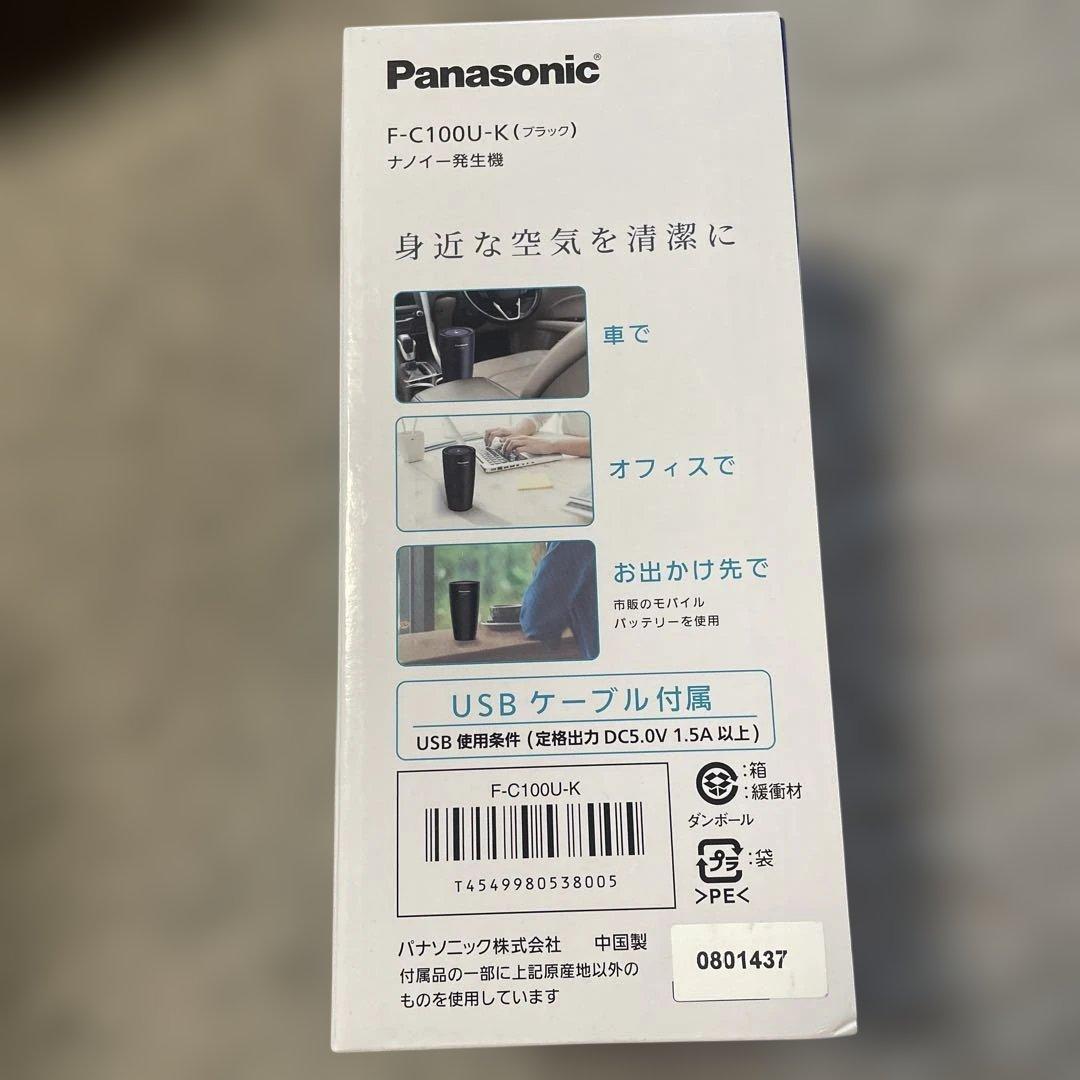 Panasonic®
F-C100U-K(ブラック)
ナノイー発生機
身近な空気を清潔に
車で
オフィスで
お出かけ先で
市販のモバイル
バッテリーを使用
USB ケーブル付属
USB 使用条件 (定格出力 DC5.0V 1.5A 以上)
F-C100U-K
T4549980538005
:箱
:緩衝材
ダンボール
プラ
:袋
>PE<
パナソニック株式会社 中国製
付属品の一部に上記原産地以外の
ものを使用しています
0801437